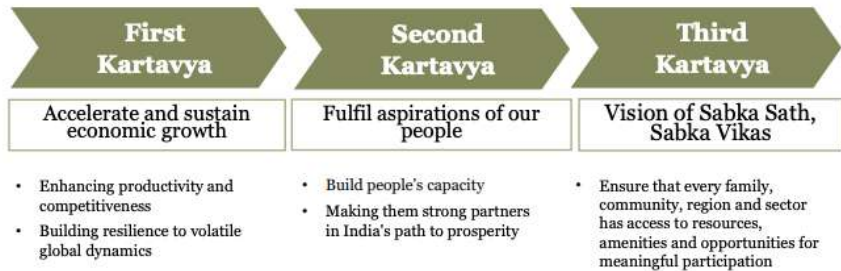 First
Kartavya
Accelerate and sustain
economic growth
• Enhancing productivity and
competitiveness
• Building resilience to volatile
global dynamics
Second
Kartavya
Fulfil aspirations of our
people
• Build people's capacity
• Making them strong partners
in India's path to prosperity
Third
Kartavya
Vision of Sabka Sath,
Sabka Vikas
• Ensure that every family,
community, region and sector
has access to resources,
amenities and opportunities for
meaningful participation